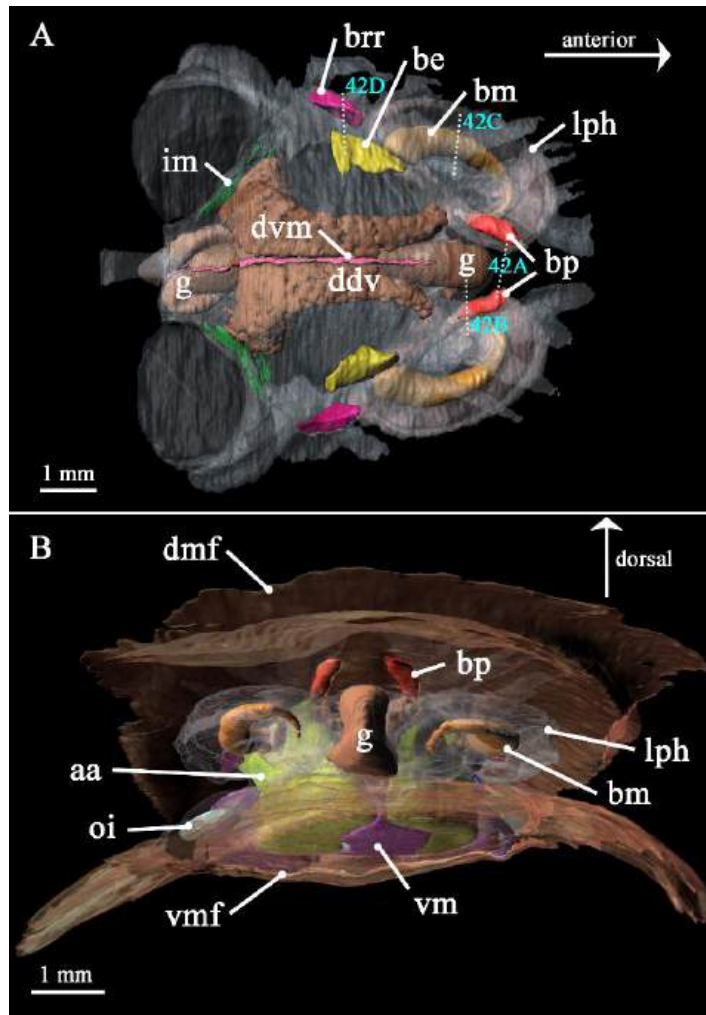 A
brr
be
anterior
42D
bm
42C
lph
im
dvm
bp
g
ddv
g
42A
42B
1 mm
B
dmf
dorsal
bp
g
lph
aa
bm
oi
vmf
vm
1 mm